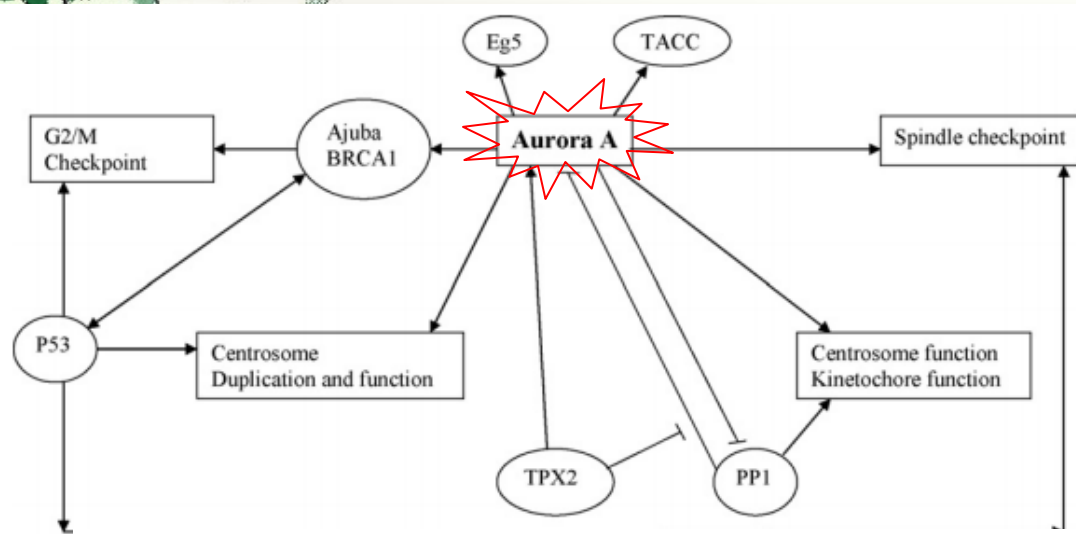 Eg5
TACC
G2/M
Checkpoint
Ajuba
BRCA1
Aurora A
Spindle checkpoint
P53
Centrosome
Duplication and function
Centrosome function
Kinetochore function
TPX2
PP1